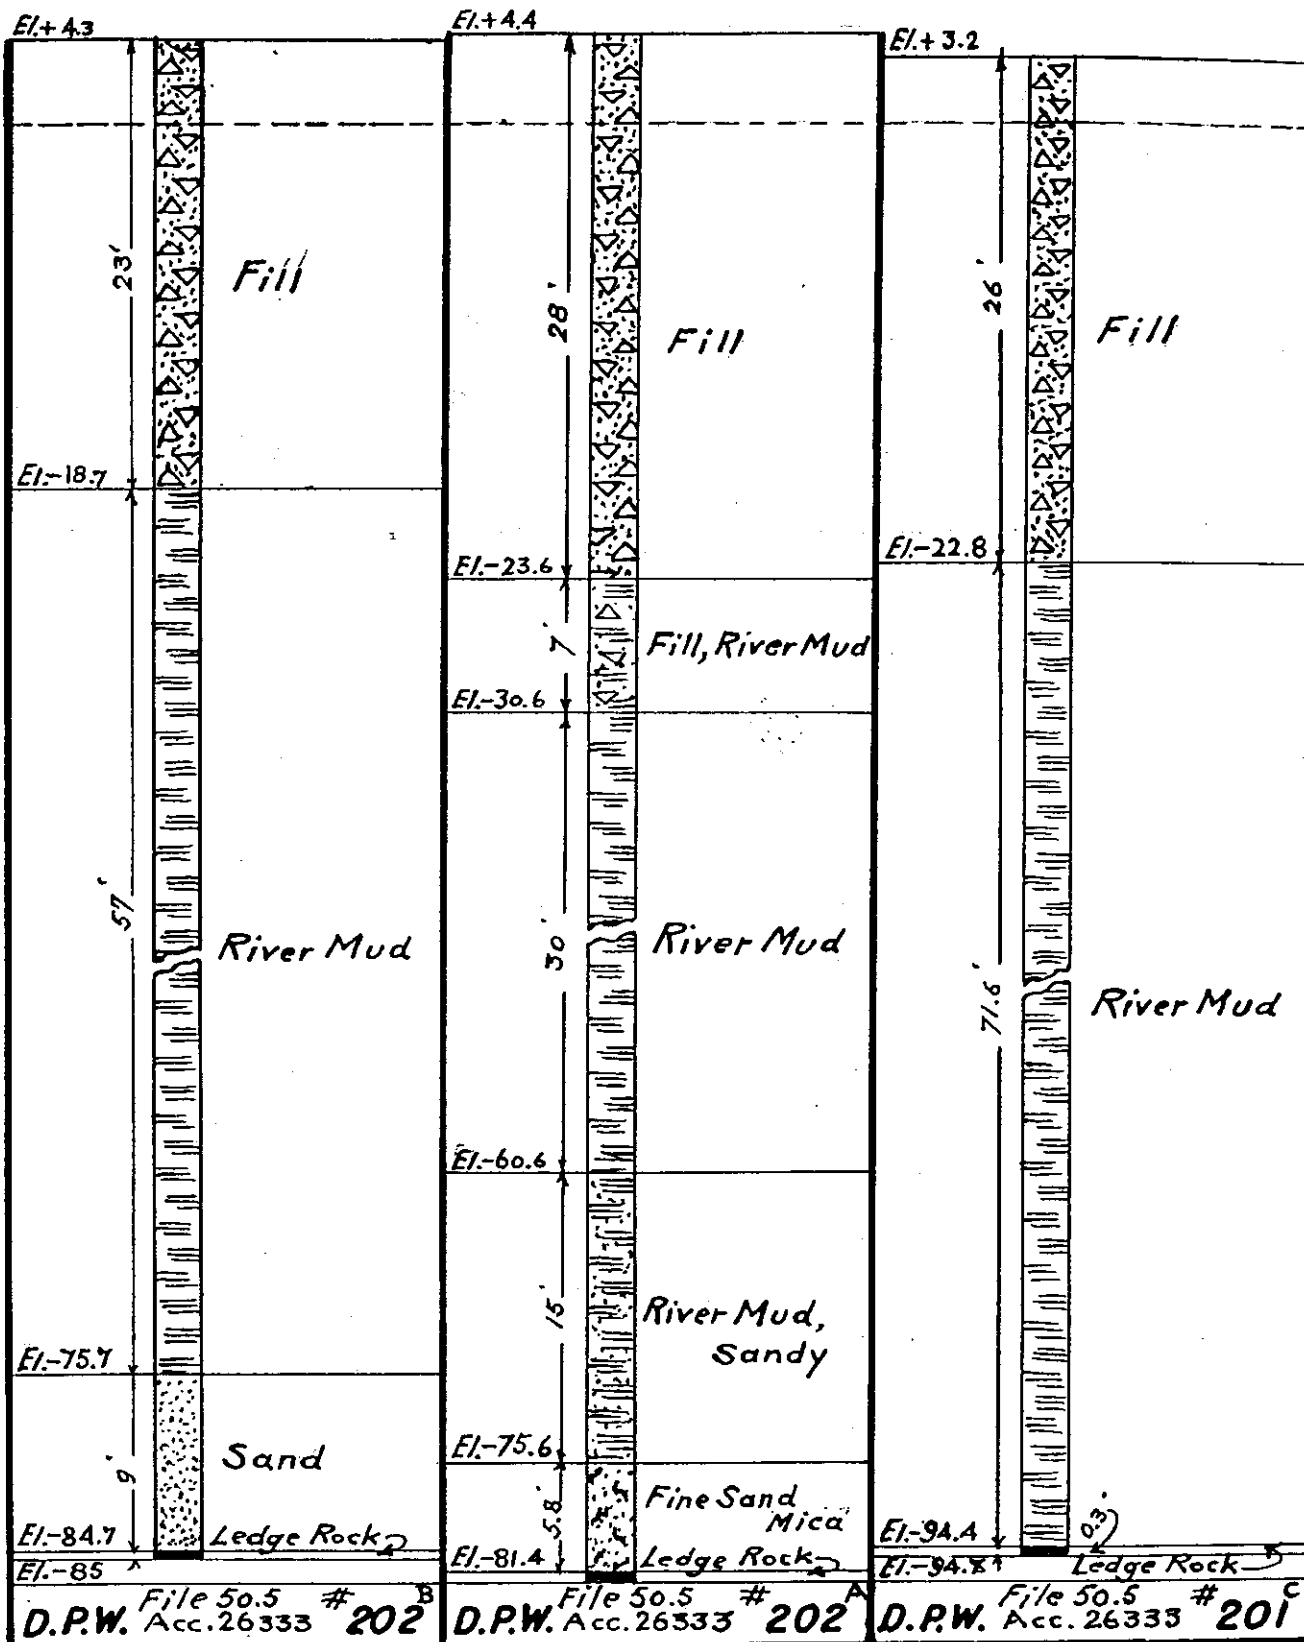 El.+4.3
23'
Fill
El.-18.7
57'
River Mud
El.-75.7
9'
Sand
El.-84.7
Ledge Rock
El.-85
File 50.5 # B
D.P.W. Acc. 26333 202
El.+4.4
28'
Fill
El.-23.6
7'
Fill, River Mud
El.-30.6
30'
River Mud
El.-60.6
15'
River Mud,
Sandy
El.-75.6
5.8'
Fine Sand
Mica
El.-81.4
Ledge Rock
File 50.5 # A
D.P.W. Acc. 26333 202
El.+3.2
26'
Fill
El.-22.8
71.6'
River Mud
El.-94.4
0.3'
Ledge Rock
File 50.5 # C
D.P.W. Acc. 26333 201